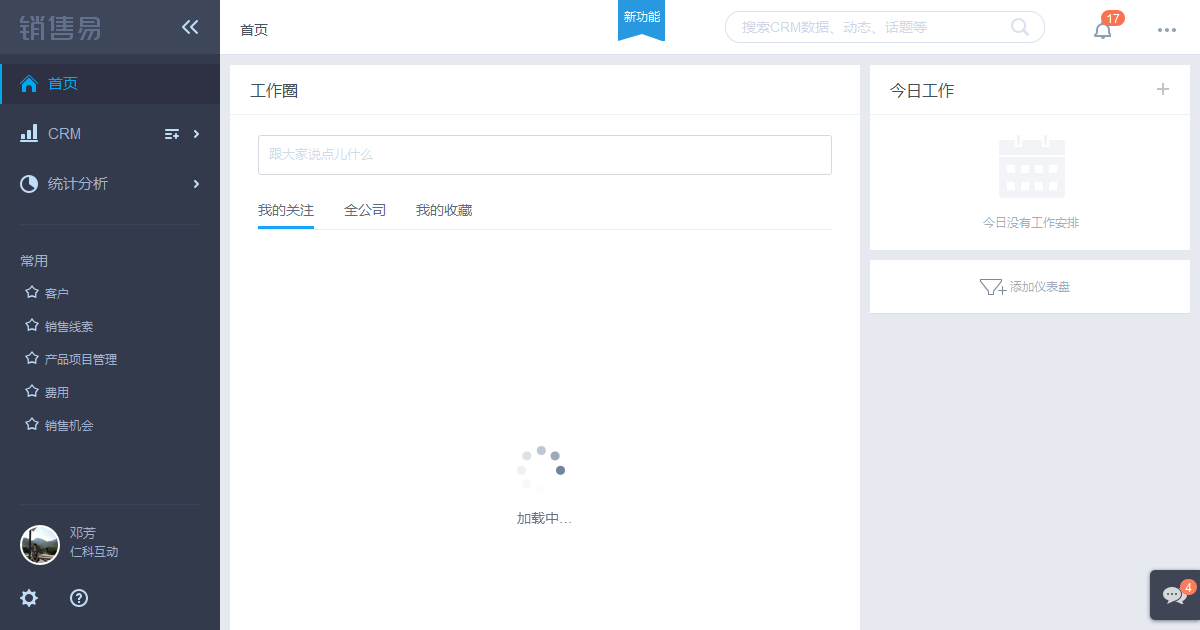 销售易
首页
CRM
统计分析
常用
客户
销售线索
产品项目管理
费用
销售机会
邓芳
仁科互动
首页
新功能
搜索CRM数据、动态、话题等
17
工作圈
跟大家说点儿什么
我的关注 全公司 我的收藏
加载中...
今日工作
今日没有工作安排
添加仪表盘
4